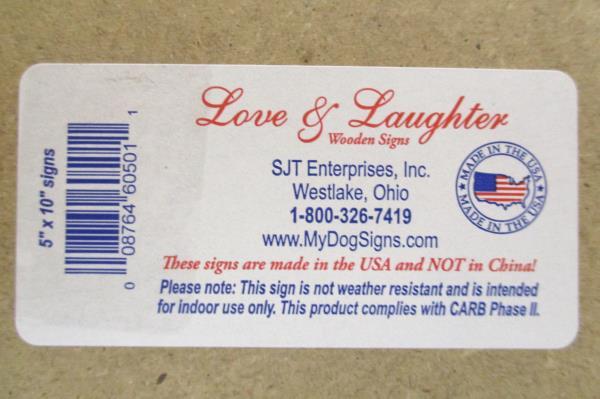 Love & Laughter
Wooden Signs
SJT Enterprises, Inc.
Westlake, Ohio
1-800-326-7419
www.MyDogSigns.com
These signs are made in the USA and NOT in China!
Please note: This sign is not weather resistant and is intended
for indoor use only. This product complies with CARB Phase II.
5" x 10" signs
0 08764 60501 1
MADE IN THE USA
MADE IN THE USA